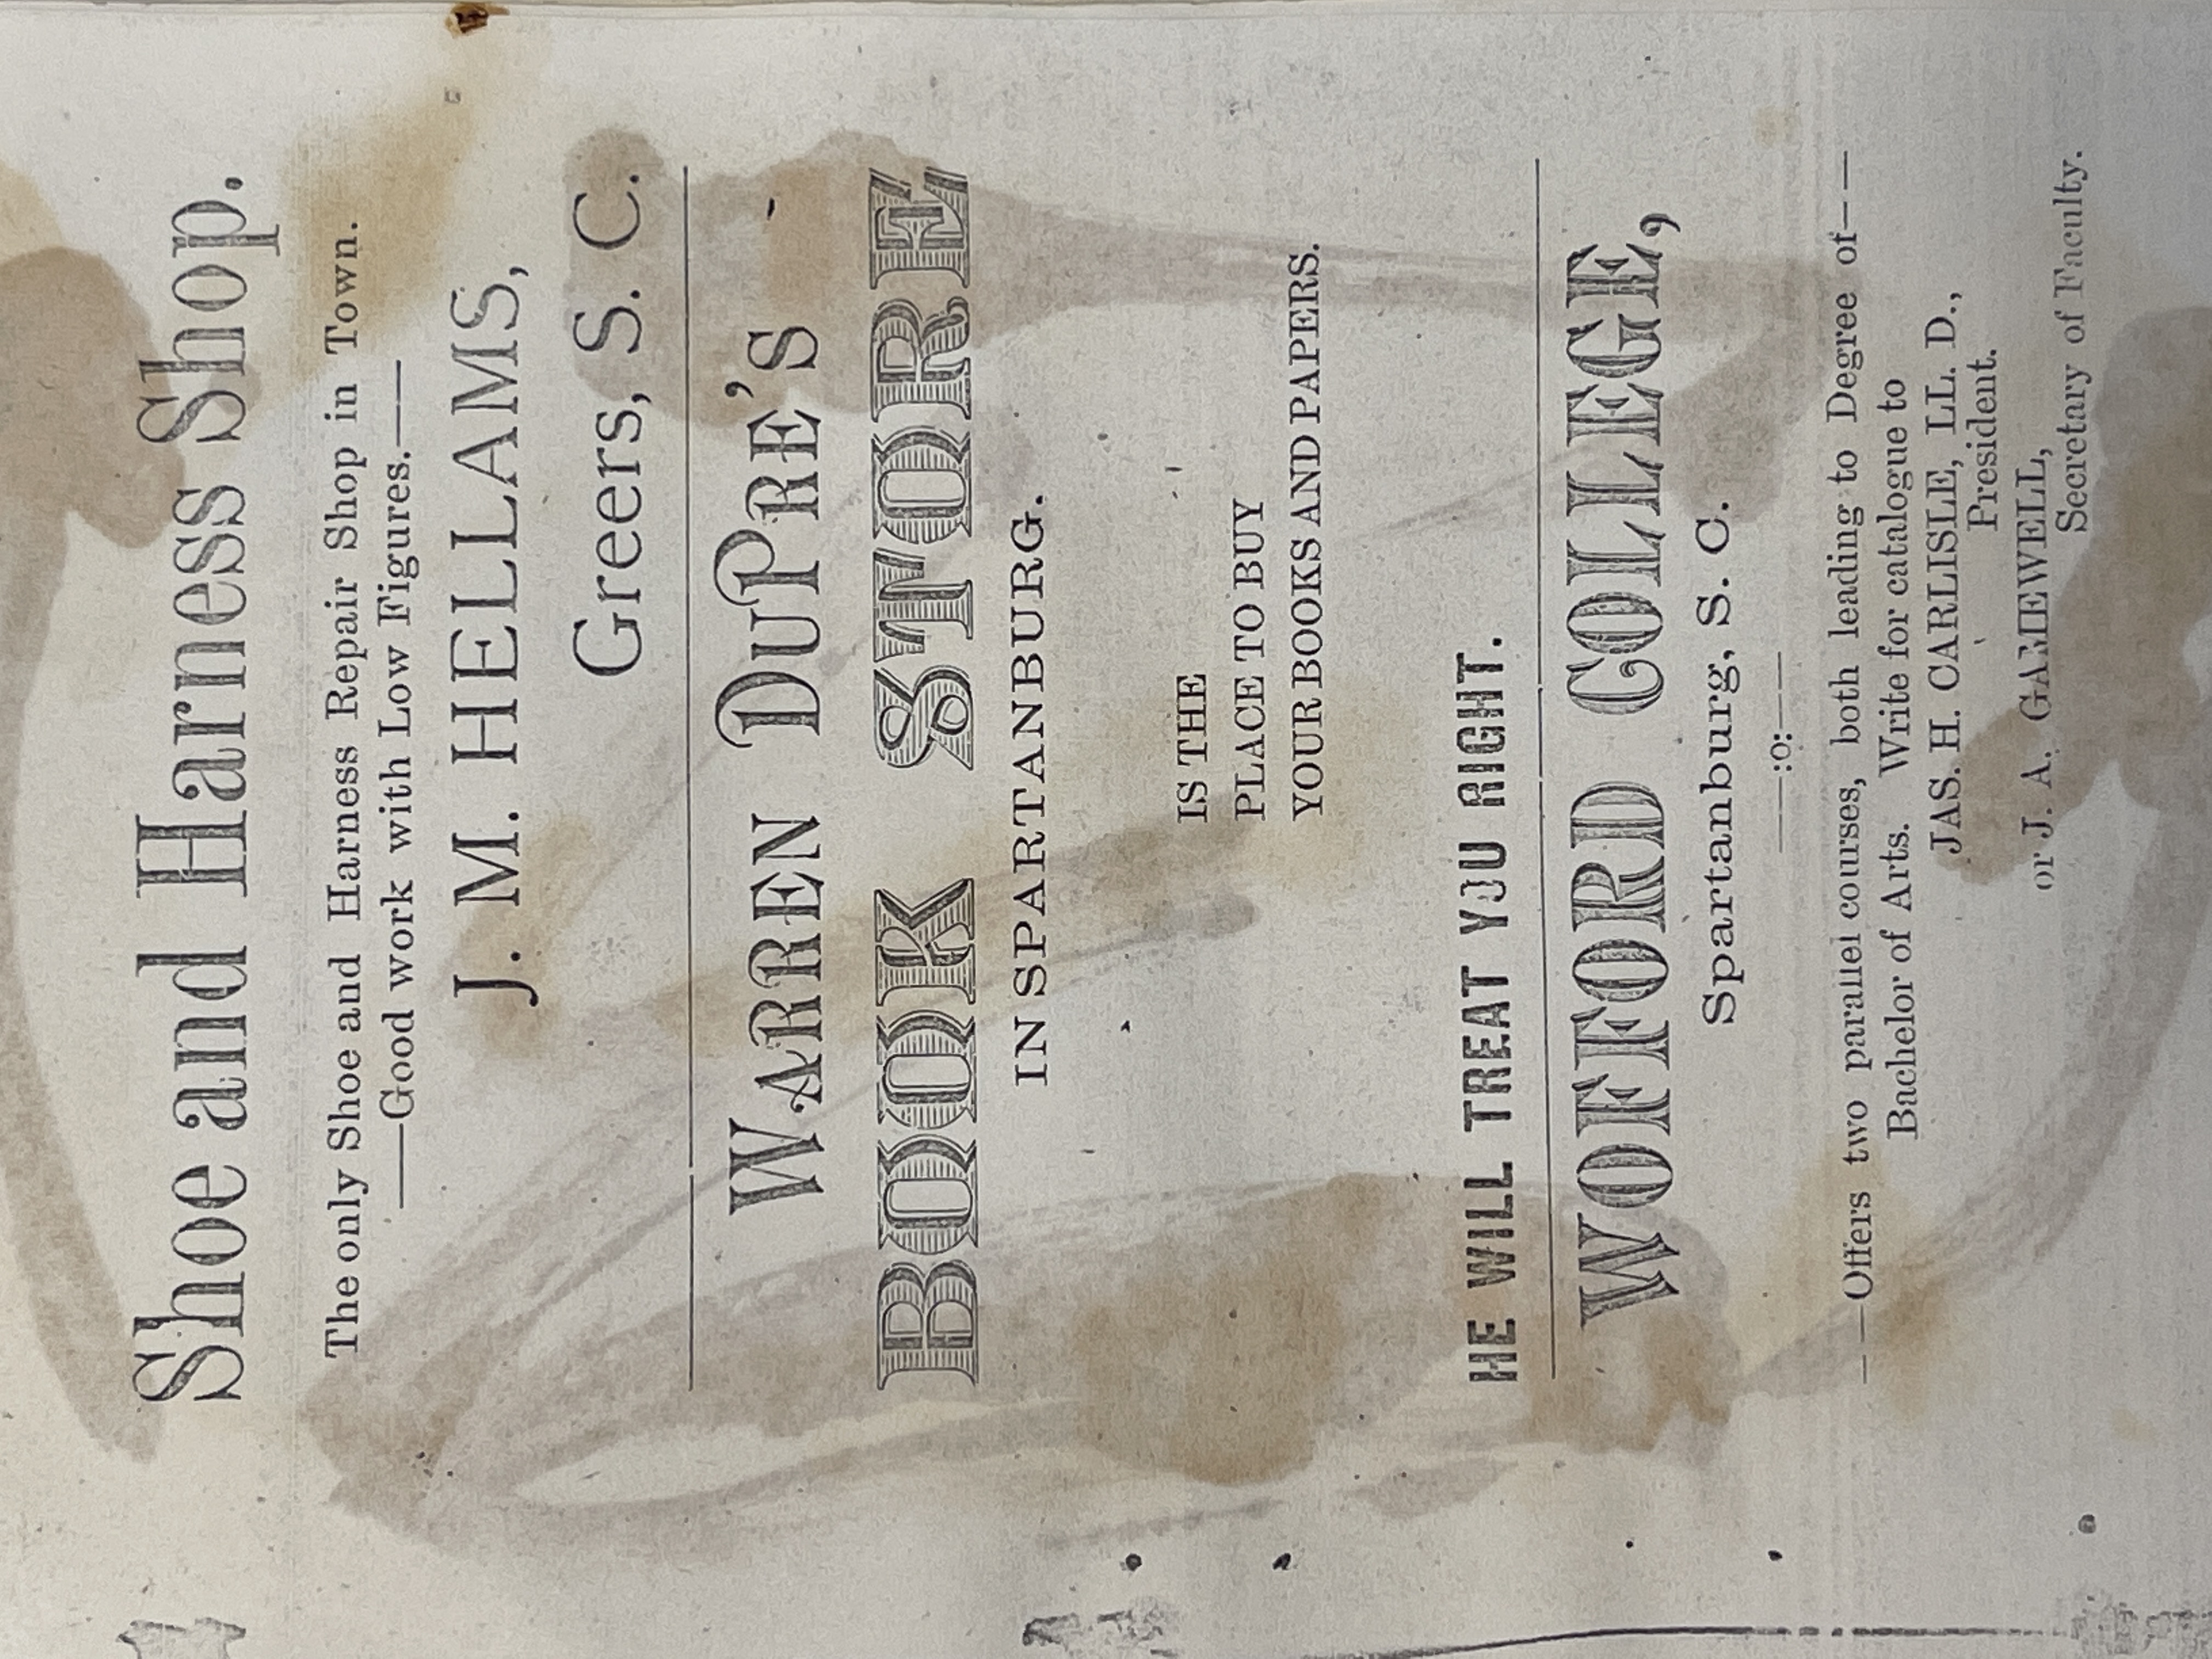 Shoe and Harness Shop.
The only Shoe and Harness Repair Shop in Town.
——Good work with Low Figures.——
J. M. HELLAMS,
Greers, S. C.
WARREN DUPRE'S
BOOK STORE
IN SPARTANBURG.
IS THE
PLACE TO BUY
YOUR BOOKS AND PAPERS.
HE WILL TREAT YOU RIGHT.
WOFFORD COLLEGE,
Spartanburg, S. C.
——:o:——
——Offers two parallel courses, both leading to Degree of——
Bachelor of Arts. Write for catalogue to
JAS. H. CARLISLE, LL. D.,
President.
or J. A. GAMEWELL,
Secretary of Faculty.